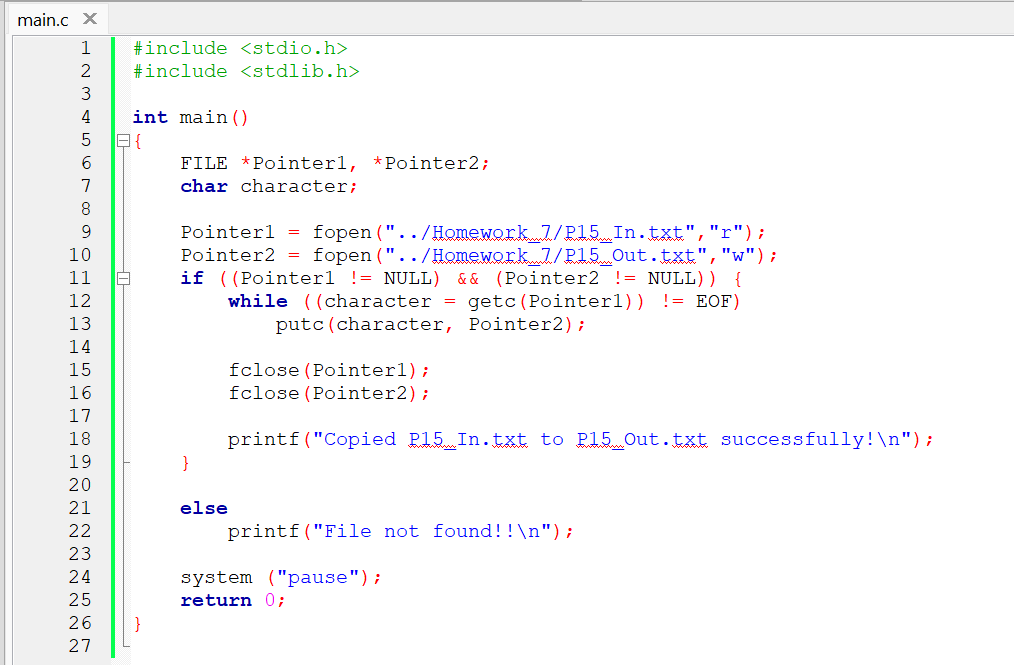 main.c
1 #include <stdio.h>
2 #include <stdlib.h>
3
4 int main()
5 {
6     FILE *Pointer1, *Pointer2;
7     char character;
8
9     Pointer1 = fopen("../Homework_7/P15_In.txt","r");
10     Pointer2 = fopen("../Homework_7/P15_Out.txt","w");
11     if ((Pointer1 != NULL) && (Pointer2 != NULL)) {
12         while ((character = getc(Pointer1)) != EOF)
13             putc(character, Pointer2);
14
15         fclose(Pointer1);
16         fclose(Pointer2);
17
18         printf("Copied P15_In.txt to P15_Out.txt successfully!\n");
19     }
20
21     else
22         printf("File not found!!\n");
23
24     system ("pause");
25     return 0;
26 }
27